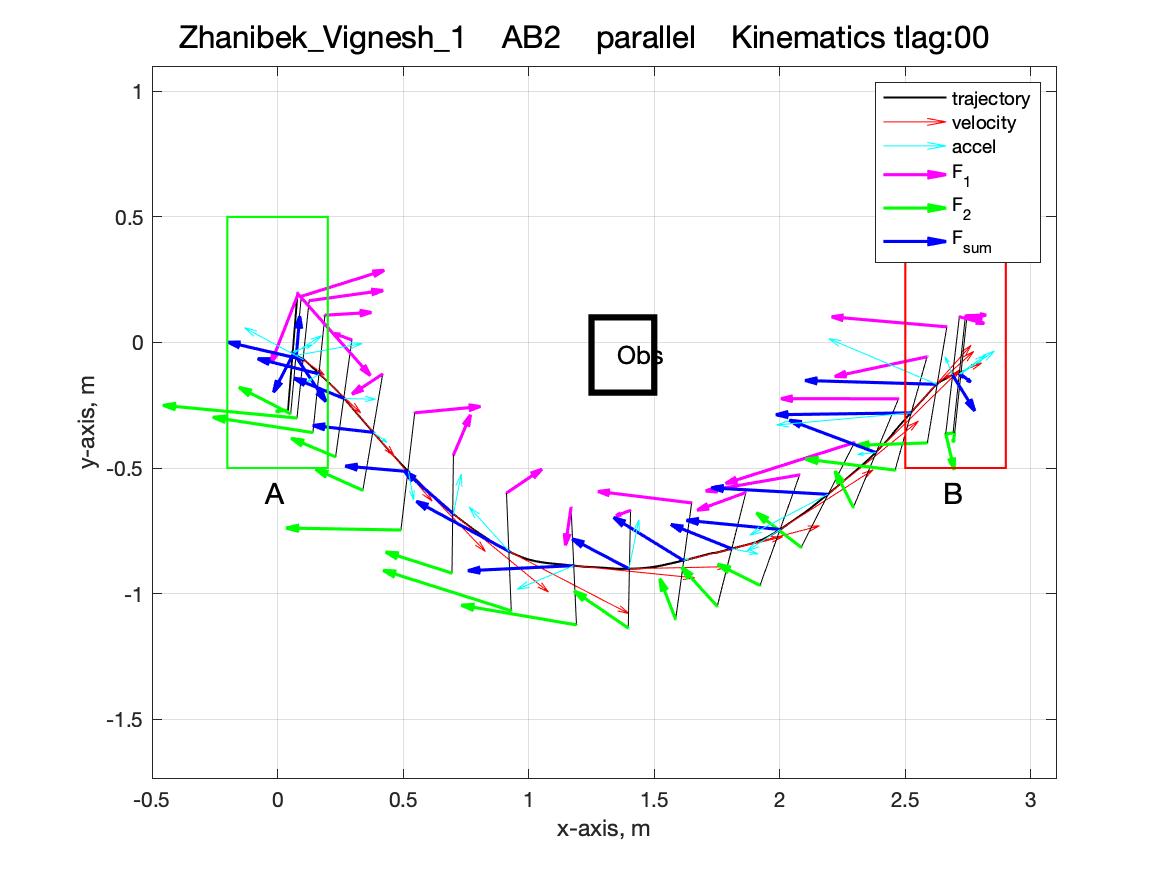 Zhanibek_Vignesh_1 AB2 parallel Kinematics tlag:00
trajectory
velocity
accel
F1
F2
Fsum
1
0.5
0
-0.5
-1
-1.5
y-axis, m
Obs
A
B
-0.5 0 0.5 1 1.5 2 2.5 3
x-axis, m